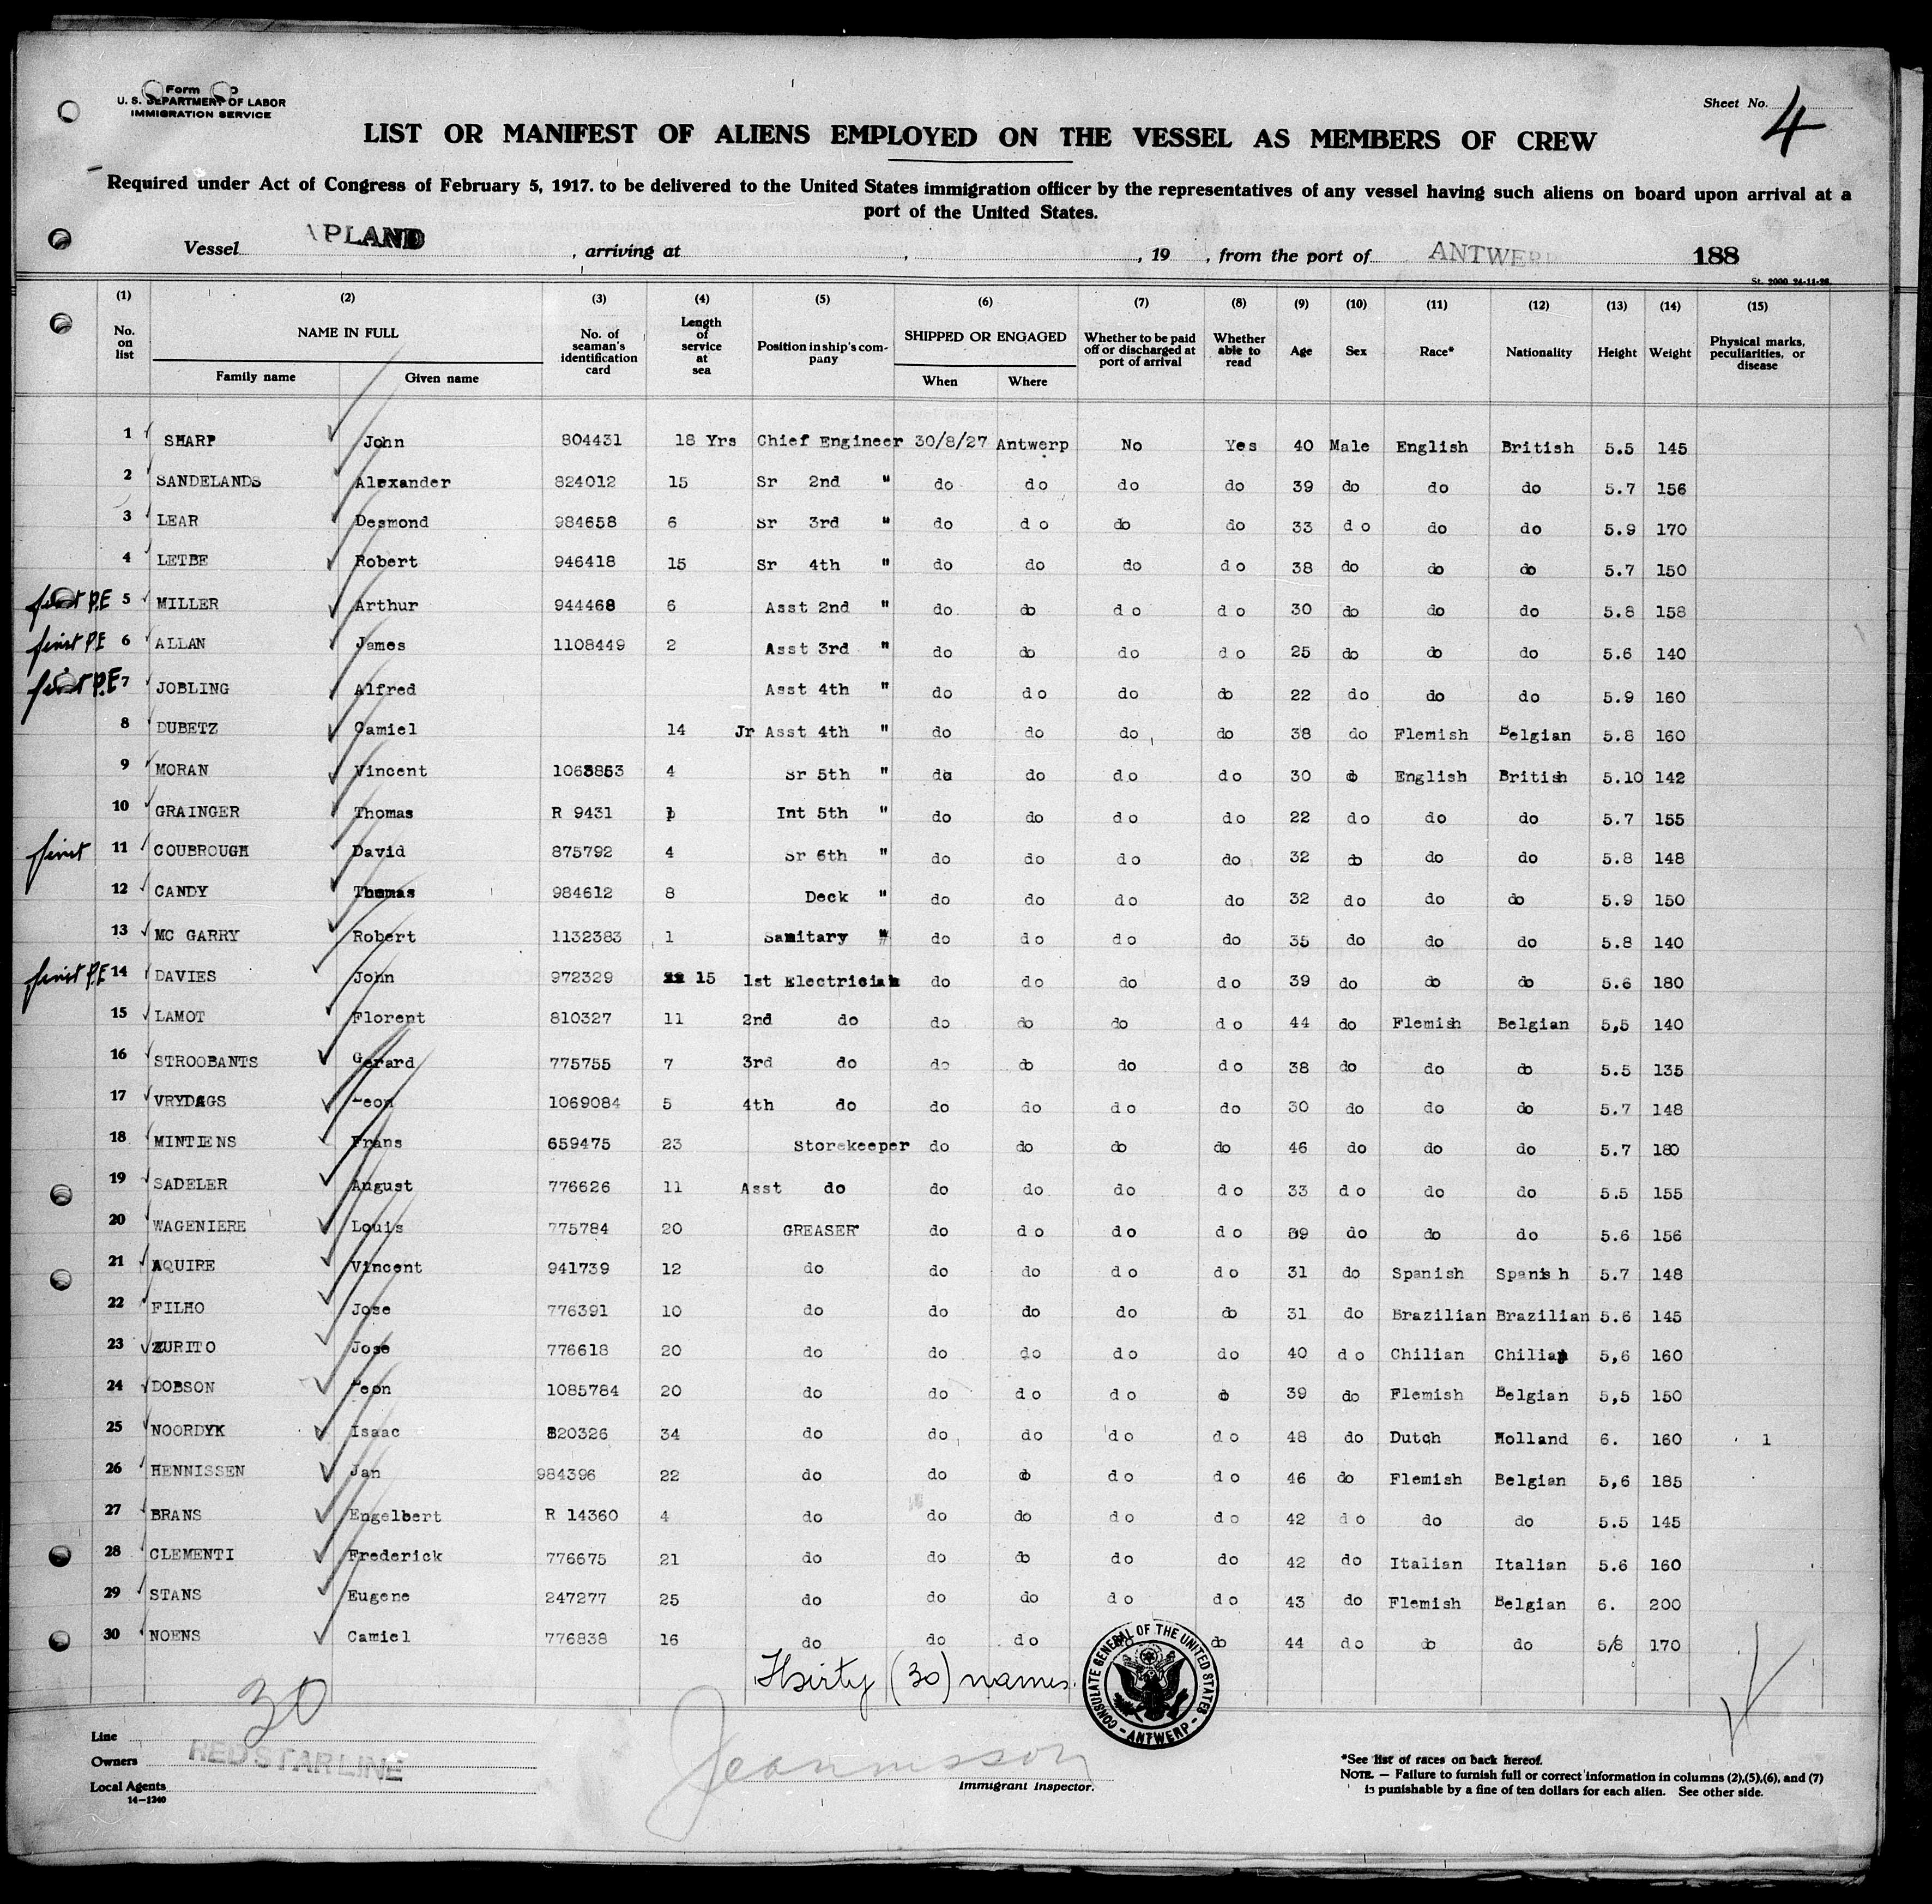 Form
U. S. DEPARTMENT OF LABOR
IMMIGRATION SERVICE
Sheet No. 4
LIST OR MANIFEST OF ALIENS EMPLOYED ON THE VESSEL AS MEMBERS OF CREW
Required under Act of Congress of February 5, 1917. to be delivered to the United States immigration officer by the representatives of any vessel having such aliens on board upon arrival at a
port of the United States.
Vessel APLAND , arriving at , , 19 , from the port of ANTWERP 188
St. 2000 24-11-26
(1) (2) (3) (4) (5) (6) (7) (8) (9) (10) (11) (12) (13) (14) (15)
No. on list NAME IN FULL Family name Given name No. of seaman's identification card Length of service at sea Position in ship's company SHIPPED OR ENGAGED When Where Whether to be paid off or discharged at port of arrival Whether able to read Age Sex Race* Nationality Height Weight Physical marks, peculiarities, or disease
1 SHARP John 804431 18 Yrs Chief Engineer 30/8/27 Antwerp No Yes 40 Male English British 5.5 145
2 SANDELANDS Alexander 824012 15 Sr 2nd " do do do do 39 do do do 5.7 156
3 LEAR Desmond 984658 6 Sr 3rd " do do do do 33 do do do 5.9 170
4 LETBE Robert 946418 15 Sr 4th " do do do do 38 do do do 5.7 150
first P.E 5 MILLER Arthur 944468 6 Asst 2nd " do do do do 30 do do do 5.8 158
first P.E 6 ALLAN James 1108449 2 Asst 3rd " do do do do 25 do do do 5.6 140
first P.E 7 JOBLING Alfred Asst 4th " do do do do 22 do do do 5.9 160
8 DUBETZ Camiel 14 Jr Asst 4th " do do do do 38 do Flemish Belgian 5.8 160
9 MORAN Vincent 1063853 4 Sr 5th " do do do do 30 do English British 5.10 142
10 GRAINGER Thomas R 9431 Int 5th " do do do do 22 do do do 5.7 155
first 11 COUBROUGH David 875792 4 Sr 6th " do do do do 32 do do do 5.8 148
12 CANDY Thomas 984612 8 Deck " do do do do 32 do do do 5.9 150
13 MC GARRY Robert 1132383 1 Sanitary " do do do do 35 do do do 5.8 140
first P.E 14 DAVIES John 972329 15 1st Electrician do do do do 39 do do do 5.6 180
15 LAMOT Florent 810327 11 2nd do do do do do 44 do Flemish Belgian 5,5 140
16 STROOBANTS Gerard 775755 7 3rd do do do do do 38 do do do 5.5 135
17 VRYDAGS Leon 1069084 5 4th do do do do do 30 do do do 5.7 148
18 MINTIENS Frans 659475 23 Storekeeper do do do do 46 do do do 5.7 180
19 SADELER August 776626 11 Asst do do do do do 33 do do do 5.5 155
20 WAGENIERE Louis 775784 20 GREASER do do do do 39 do do do 5.6 156
21 AQUIRE Vincent 941739 12 do do do do do 31 do Spanish Spanish 5.7 148
22 FILHO Jose 776391 10 do do do do do 31 do Brazilian Brazilian 5.6 145
23 ZURITO Jose 776618 20 do do do do do 40 do Chilian Chilian 5,6 160
24 DOBSON Leon 1085784 20 do do do do do 39 do Flemish Belgian 5,5 150
25 NOORDYK Isaac 820326 34 do do do do do 48 do Dutch Holland 6. 160 1
26 HENNISSEN Jan 984396 22 do do do do do 46 do Flemish Belgian 5,6 185
27 BRANS Engelbert R 14360 4 do do do do do 42 do do do 5.5 145
28 CLEMENTI Frederick 776675 21 do do do do do 42 do Italian Italian 5.6 160
29 STANS Eugene 247277 25 do do do do do 43 do Flemish Belgian 6. 200
30 NOENS Camiel 776838 16 do do do do do 44 do do do 5/8 170
Thirty (30) names.
CONSULATE GENERAL OF THE UNITED STATES - ANTWERP -
30
Line
Owners RED STAR LINE
Local Agents
14-1240
Immigrant Inspector.
*See list of races on back hereof.
NOTE. — Failure to furnish full or correct information in columns (2),(5),(6), and (7)
is punishable by a fine of ten dollars for each alien. See other side.